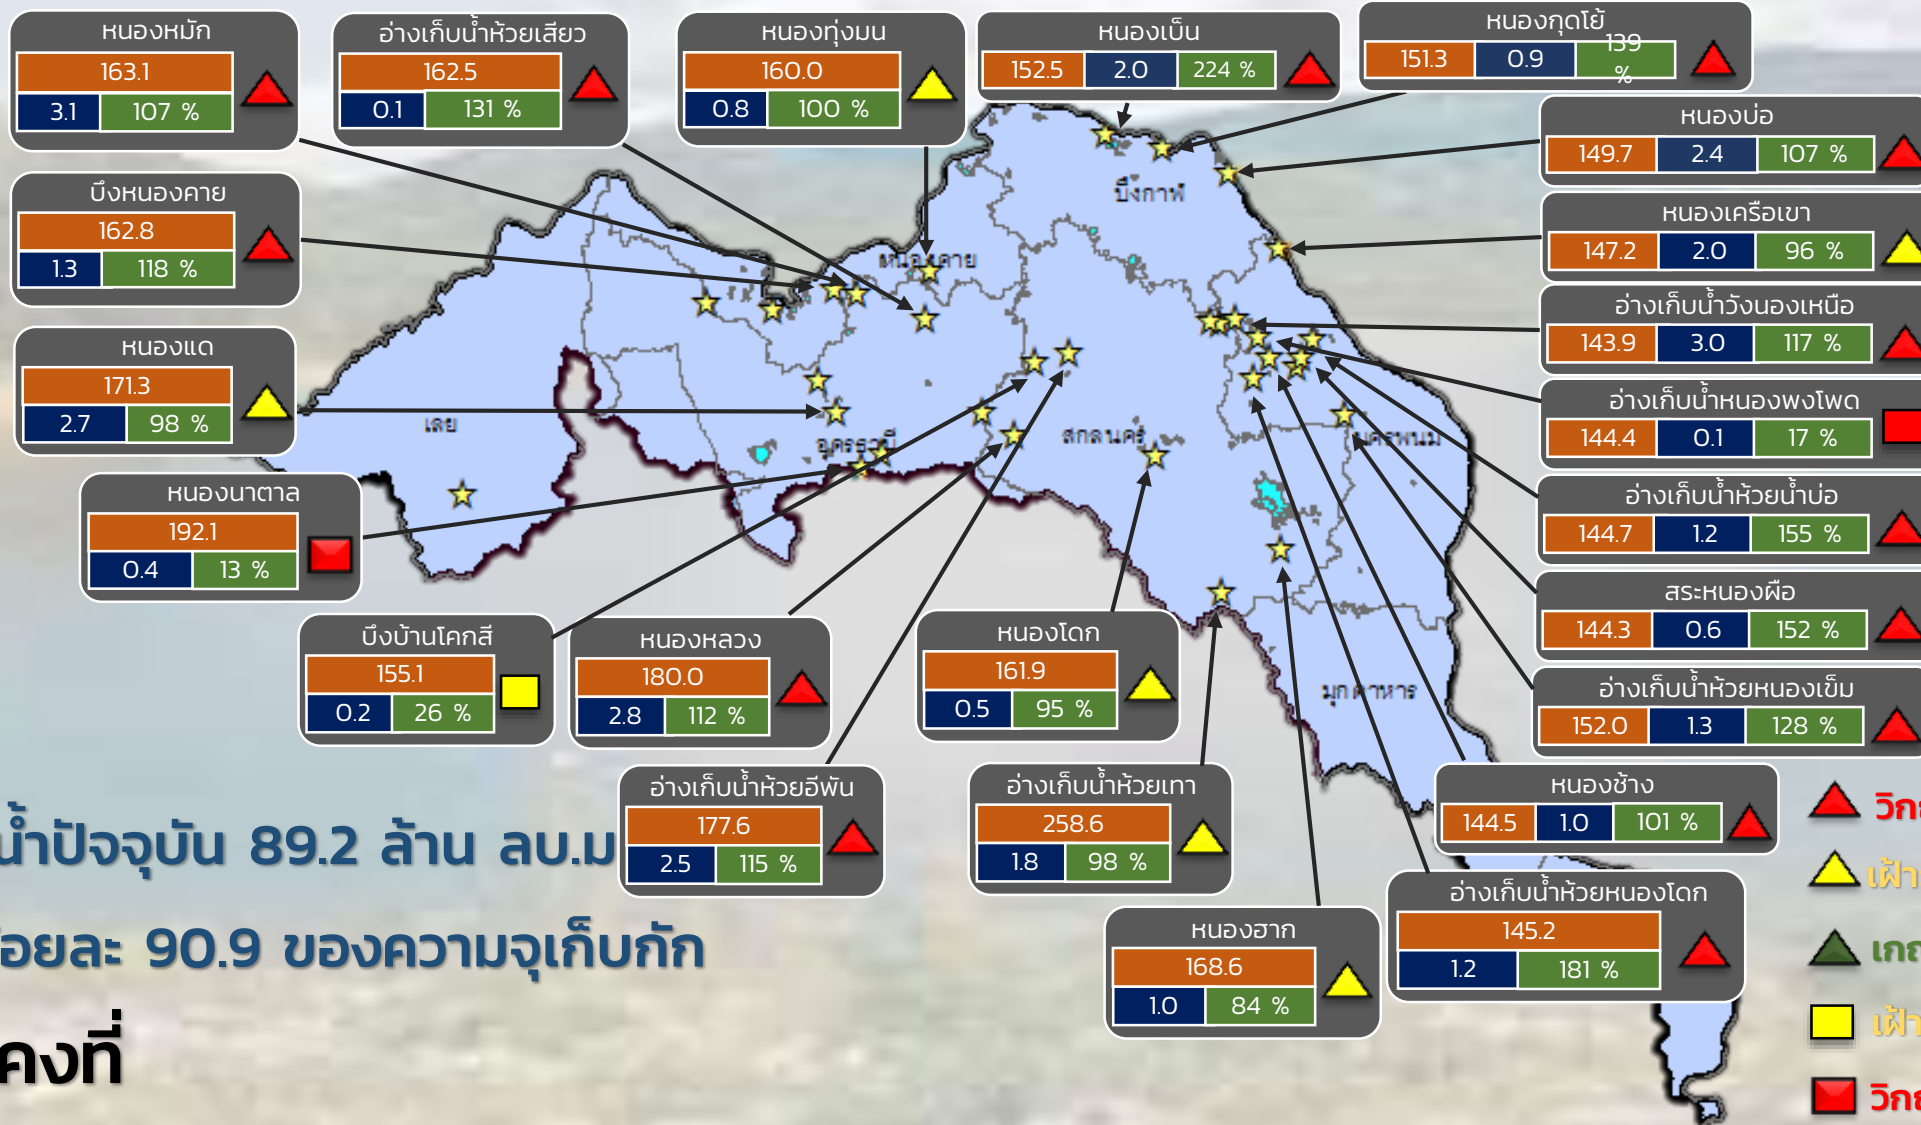 หนองหมัก
163.1
3.1 107 %
อ่างเก็บน้ำห้วยเสียว
162.5
0.1 131 %
หนองทุ่งมน
160.0
0.8 100 %
หนองเบ็น
152.5 2.0 224 %
หนองกุดโย้
151.3 0.9 139 %
หนองบ่อ
149.7 2.4 107 %
บึงหนองคาย
162.8
1.3 118 %
หนองเครือเขา
147.2 2.0 96 %
อ่างเก็บน้ำวังนองเหนือ
143.9 3.0 117 %
หนองแด
171.3
2.7 98 %
อ่างเก็บน้ำหนองพงโพด
144.4 0.1 17 %
หนองนาตาล
192.1
0.4 13 %
อ่างเก็บน้ำห้วยน้ำบ่อ
144.7 1.2 155 %
สระหนองผือ
144.3 0.6 152 %
บึงบ้านโคกสี
155.1
0.2 26 %
หนองหลวง
180.0
2.8 112 %
หนองโดก
161.9
0.5 95 %
อ่างเก็บน้ำห้วยหนองเข็ม
152.0 1.3 128 %
อ่างเก็บน้ำห้วยอีพัน
177.6
2.5 115 %
อ่างเก็บน้ำห้วยเทา
258.6
1.8 98 %
หนองช้าง
144.5 1.0 101 %
หนองฮาก
168.6
1.0 84 %
อ่างเก็บน้ำห้วยหนองโดก
145.2
1.2 181 %
บึงกาฬ
หนองคาย
เลย
อุดรธานี
สกลนคร
นครพนม
มุกดาหาร
น้ำปัจจุบัน 89.2 ล้าน ลบ.ม
อยละ 90.9 ของความจุเก็บกัก
คงที่